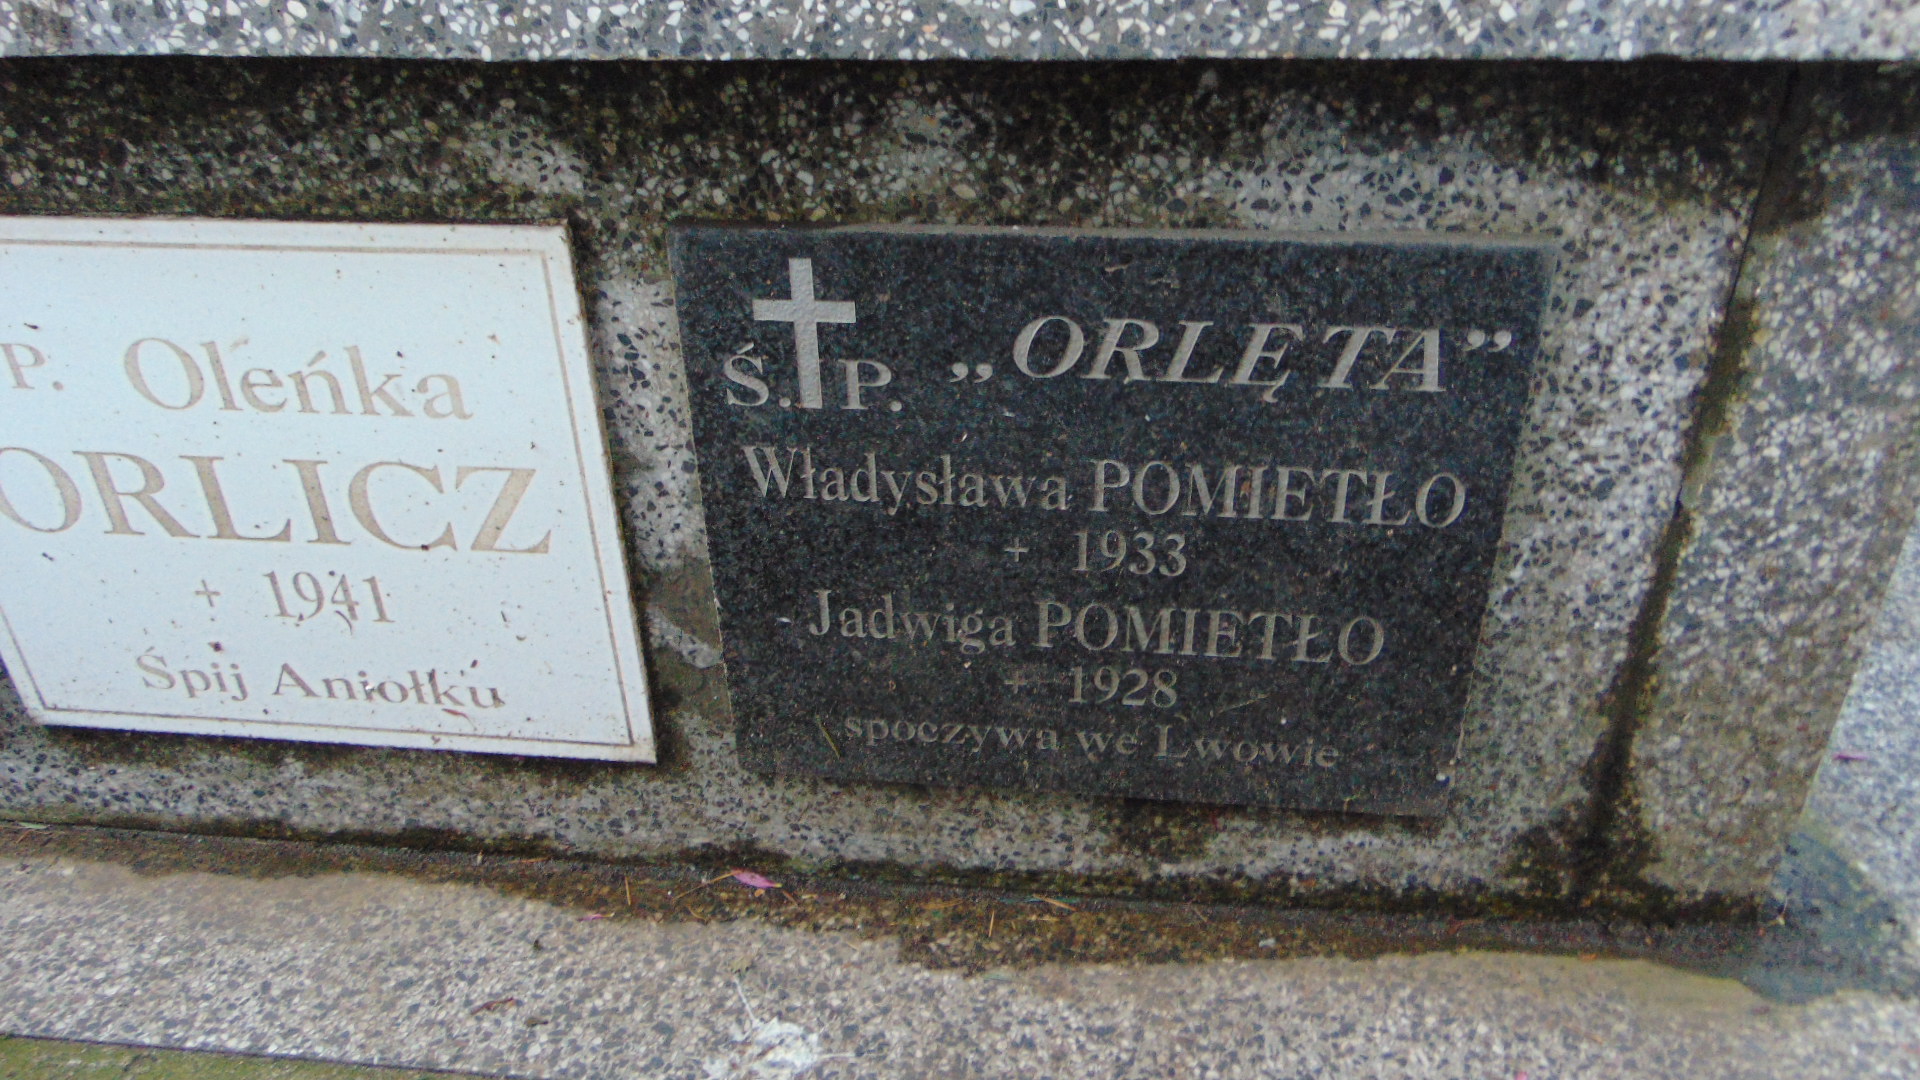 P. Oleńka
ORLICZ
+ 1941
Śpij Aniołku
Ś. P. „ORLĘTA”
Władysława POMIETŁO
+ 1933
Jadwiga POMIETŁO
+ 1928
spoczywa we Lwowie